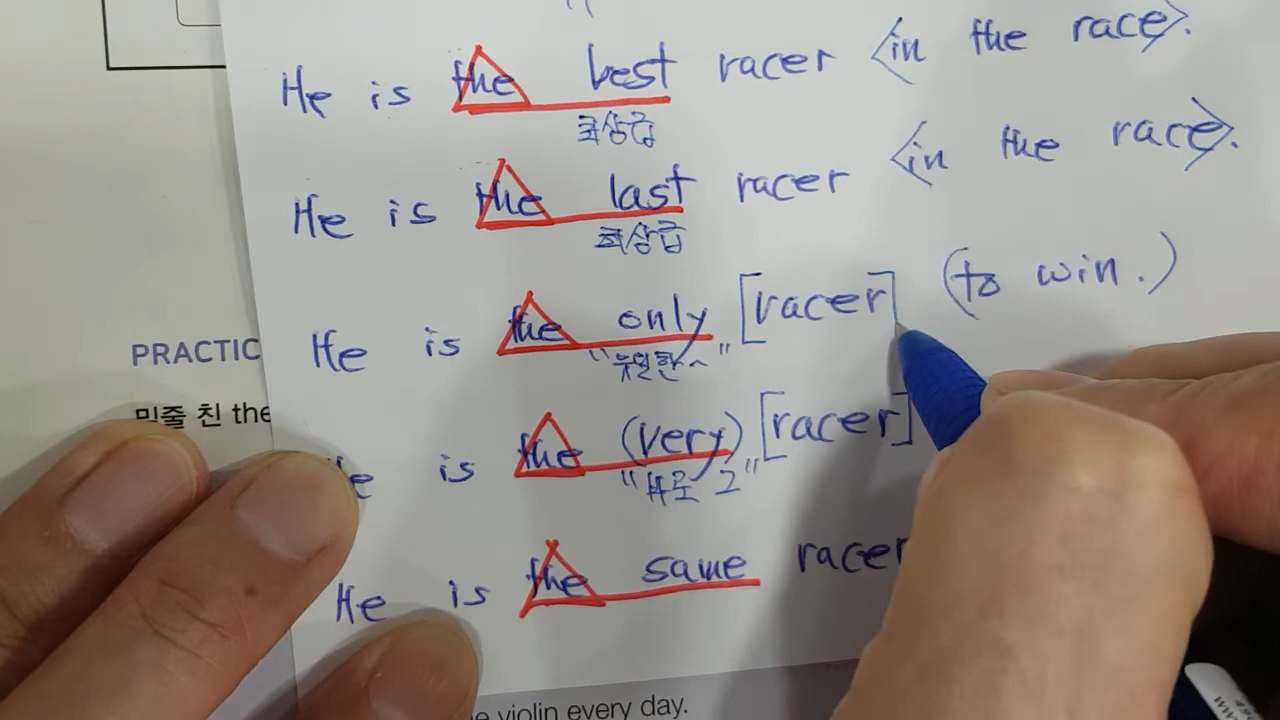 He is the best racer <in the race>.
최상급
He is the last racer <in the race>.
최상급
He is the only [racer] (to win.)
"유일한~"
He is the (very) [racer]
"바로 그"
He is the same racer
PRACTIC
밑줄 친 the
violin every day.